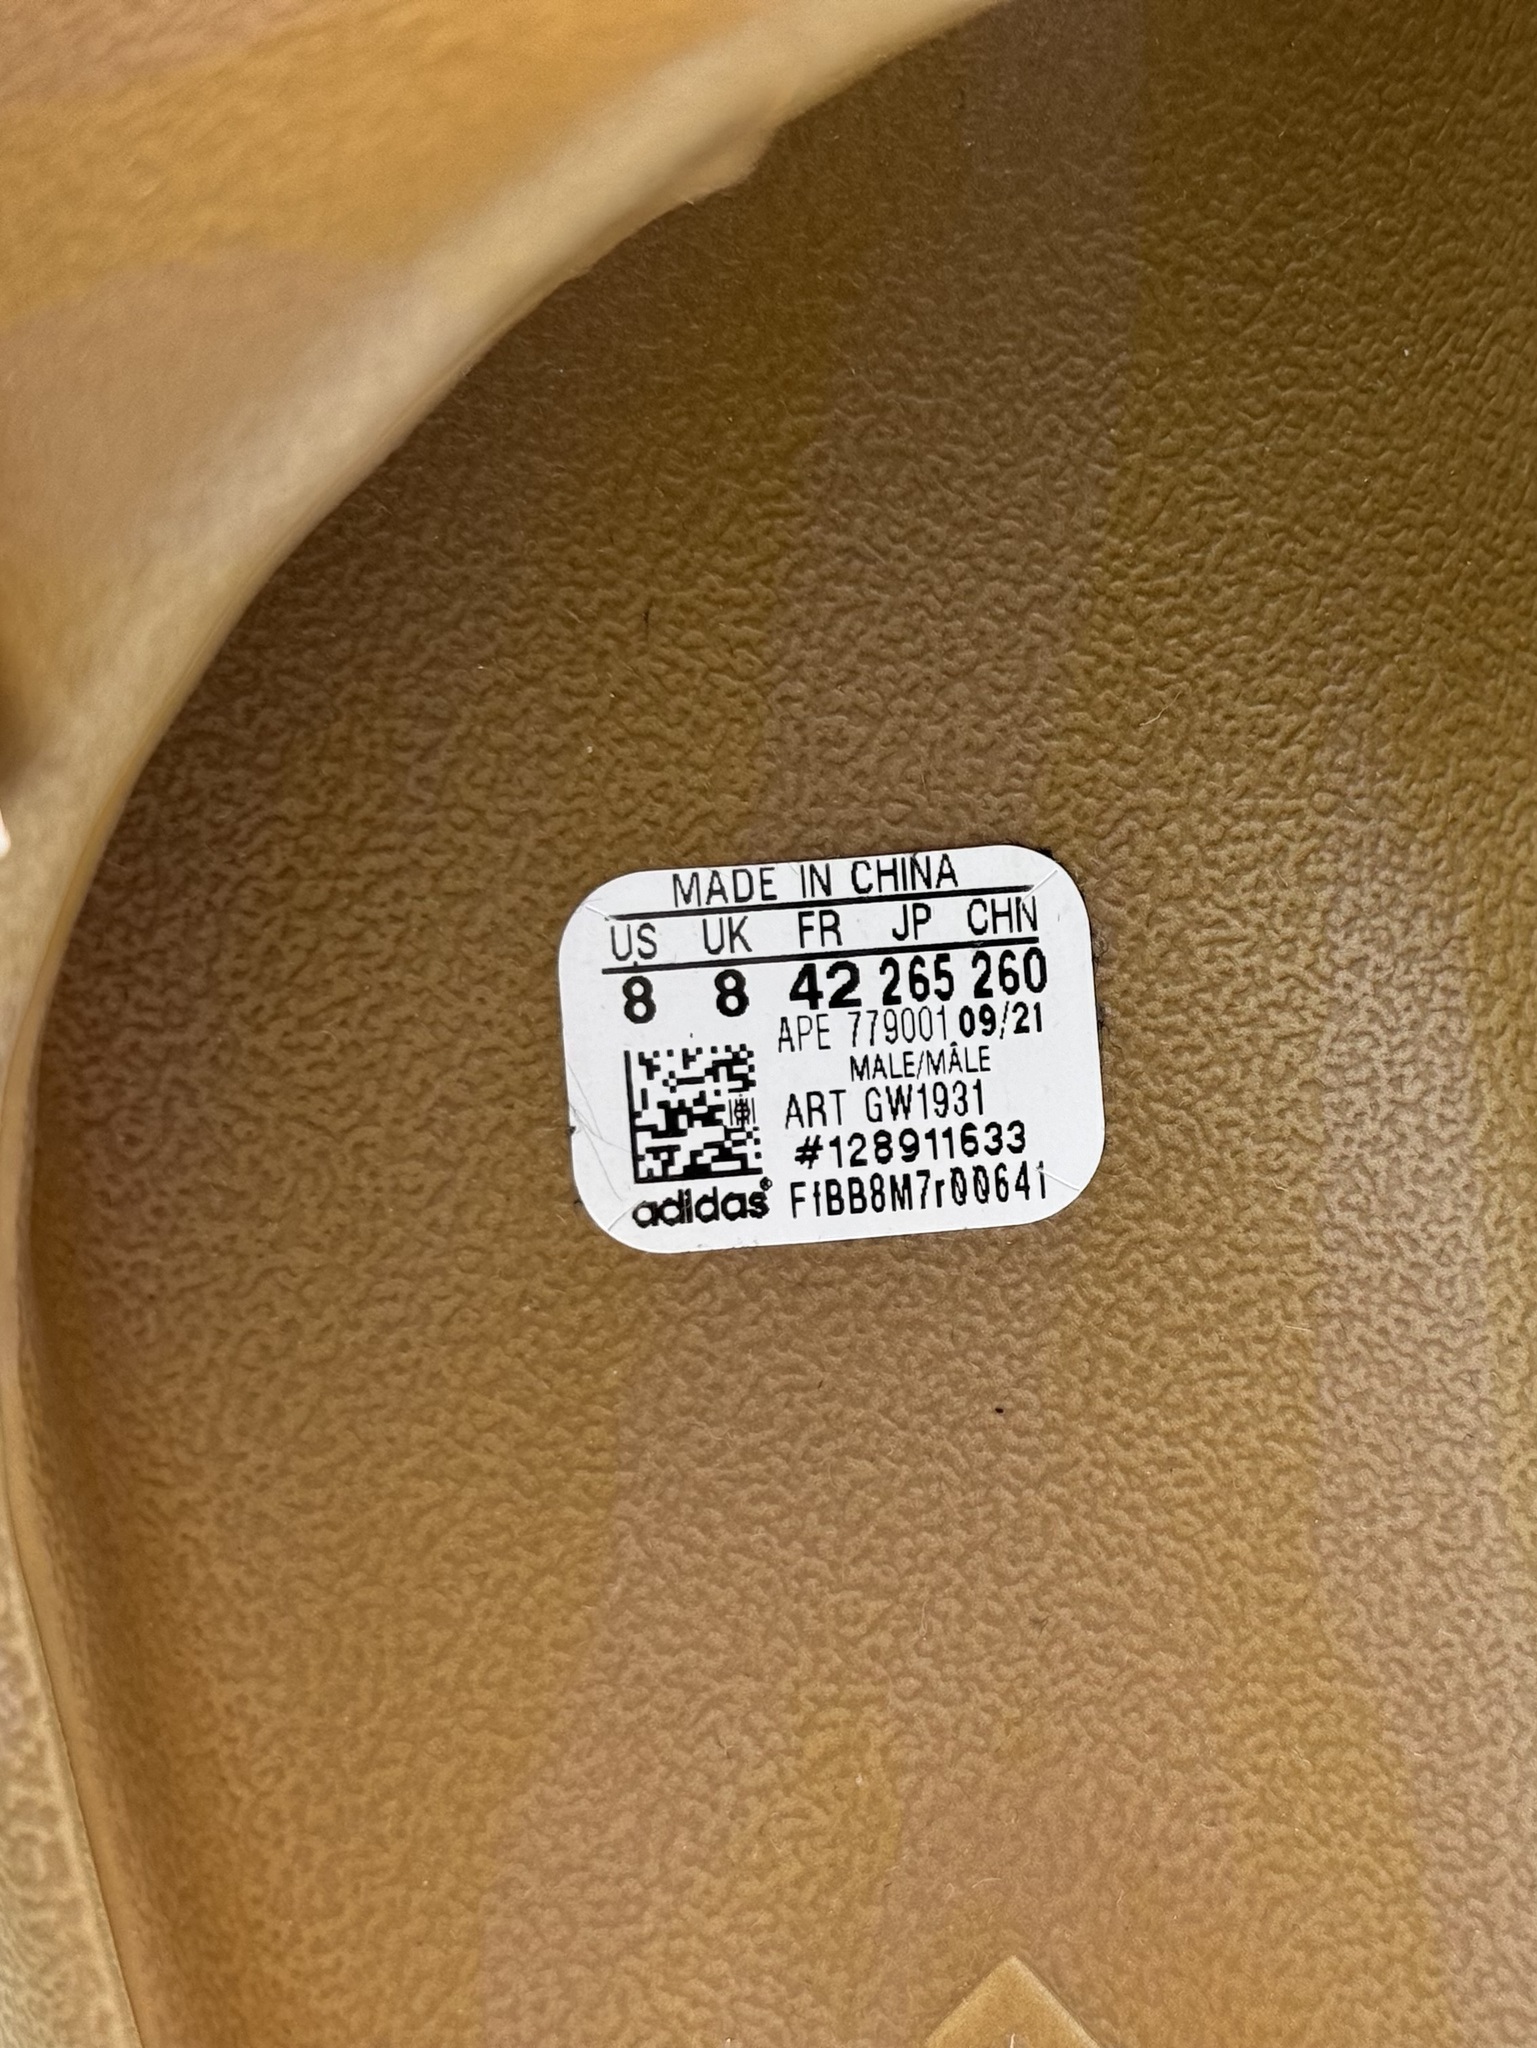 MADE IN CHINA
US UK FR JP CHN
8 8 42 265 260
APE 779001 09/21
MALE/MÂLE
ART GW1931
#128911633
adidas® FfBB8M7r00641